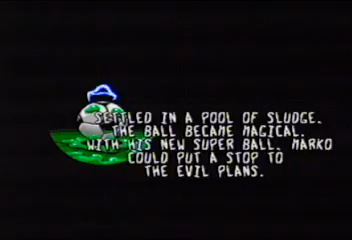 SETTLED IN A POOL OF SLUDGE.
THE BALL BECAME MAGICAL.
WITH HIS NEW SUPER BALL, MARKO
COULD PUT A STOP TO
THE EVIL PLANS.